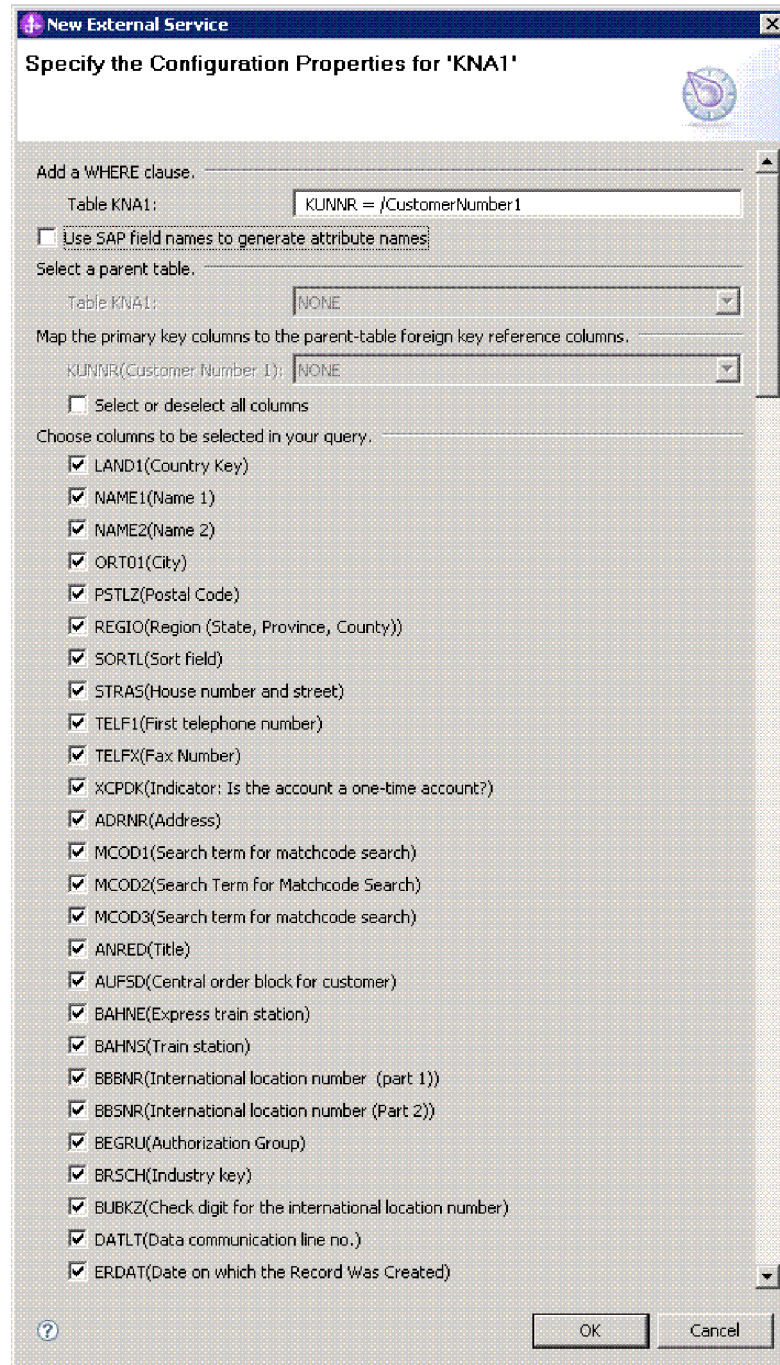 New External Service
Specify the Configuration Properties for 'KNA1'
Add a WHERE clause.
Table KNA1: KUNNR = /CustomerNumber1
Use SAP field names to generate attribute names
Select a parent table.
Table KNA1: NONE
Map the primary key columns to the parent-table foreign key reference columns.
KUNNR(Customer Number 1): NONE
Select or deselect all columns
Choose columns to be selected in your query.
LAND1(Country Key)
NAME1(Name 1)
NAME2(Name 2)
ORT01(City)
PSTLZ(Postal Code)
REGIO(Region (State, Province, County))
SORTL(Sort field)
STRAS(House number and street)
TELF1(First telephone number)
TELFX(Fax Number)
XCPDK(Indicator: Is the account a one-time account?)
ADRNR(Address)
MCOD1(Search term for matchcode search)
MCOD2(Search Term for Matchcode Search)
MCOD3(Search term for matchcode search)
ANRED(Title)
AUFSD(Central order block for customer)
BAHNE(Express train station)
BAHNS(Train station)
BBBNR(International location number (part 1))
BBSNR(International location number (Part 2))
BEGRU(Authorization Group)
BRSCH(Industry key)
BUBKZ(Check digit for the international location number)
DATLT(Data communication line no.)
ERDAT(Date on which the Record Was Created)
?
OK Cancel